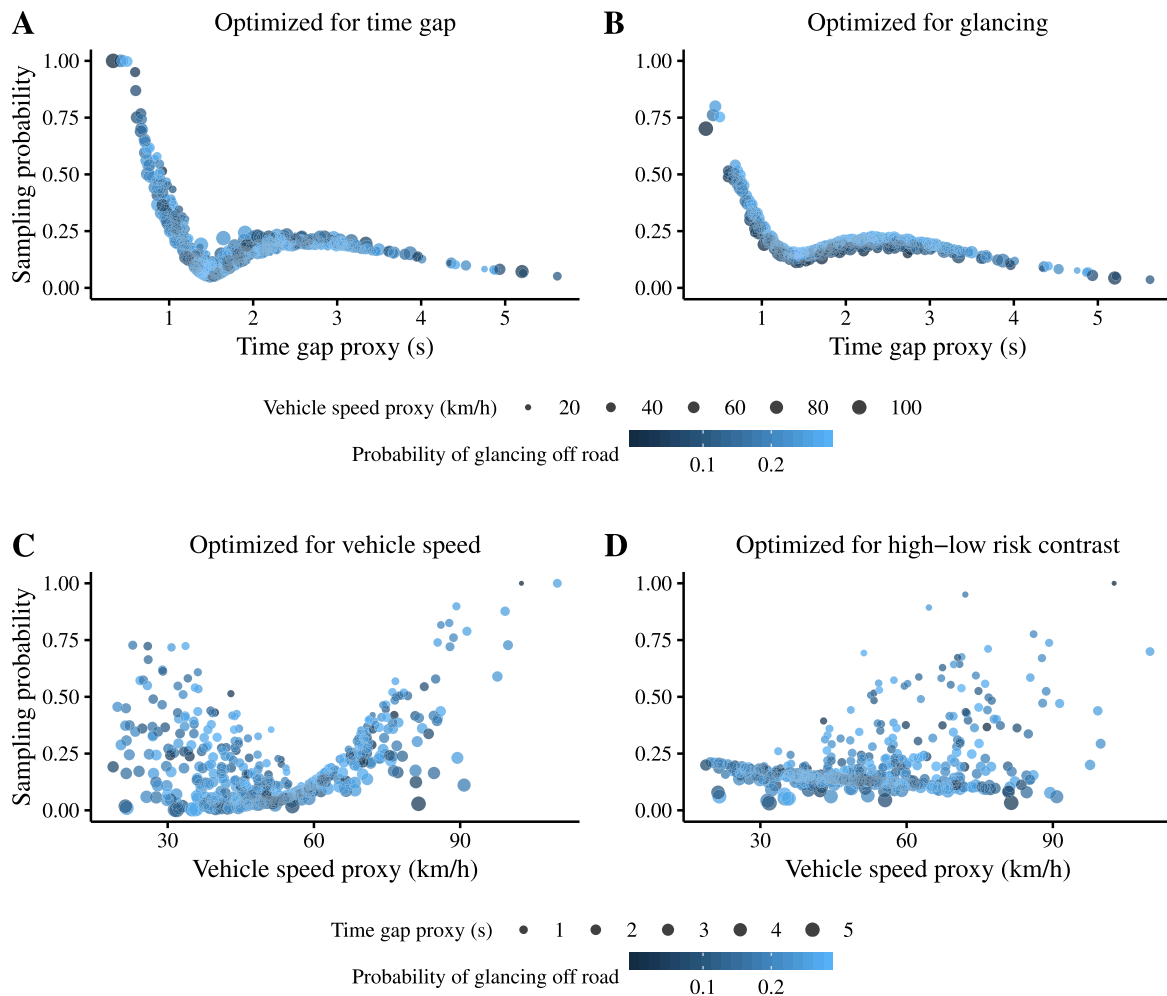 A Optimized for time gap
B Optimized for glancing
Sampling probability
1.00
0.75
0.50
0.25
0.00
1 2 3 4 5
Time gap proxy (s)
1.00
0.75
0.50
0.25
0.00
1 2 3 4 5
Time gap proxy (s)
Vehicle speed proxy (km/h) 20 40 60 80 100
Probability of glancing off road
0.1 0.2
C Optimized for vehicle speed
D Optimized for high−low risk contrast
Sampling probability
1.00
0.75
0.50
0.25
0.00
30 60 90
Vehicle speed proxy (km/h)
1.00
0.75
0.50
0.25
0.00
30 60 90
Vehicle speed proxy (km/h)
Time gap proxy (s) 1 2 3 4 5
Probability of glancing off road
0.1 0.2